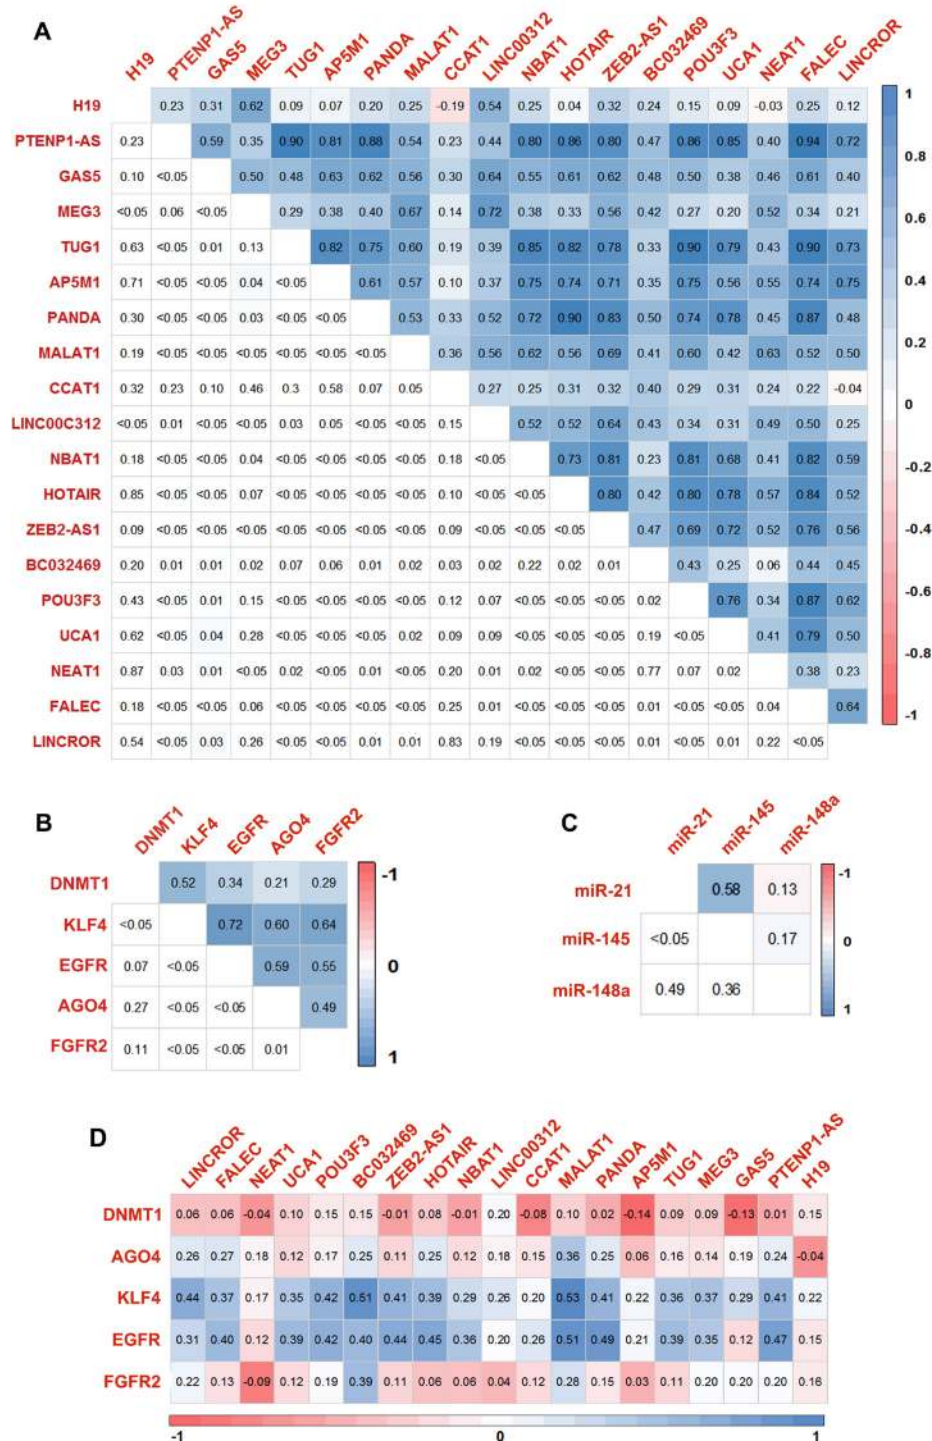 A
H19 PTENP1-AS GAS5 MEG3 TUG1 AP5M1 PANDA MALAT1 CCAT1 LINC00312 NBAT1 HOTAIR ZEB2-AS1 BC032469 POU3F3 UCA1 NEAT1 FALEC LINCROR
H19 0.23 0.31 0.62 0.09 0.07 0.20 0.25 -0.19 0.54 0.25 0.04 0.32 0.24 0.15 0.09 -0.03 0.25 0.12
PTENP1-AS 0.23 0.59 0.35 0.90 0.81 0.88 0.54 0.23 0.44 0.80 0.86 0.80 0.47 0.86 0.85 0.40 0.94 0.72
GAS5 0.10 <0.05 0.50 0.48 0.63 0.62 0.56 0.30 0.64 0.55 0.61 0.62 0.48 0.50 0.38 0.46 0.61 0.40
MEG3 <0.05 0.06 <0.05 0.29 0.38 0.40 0.67 0.14 0.72 0.38 0.33 0.56 0.42 0.27 0.20 0.52 0.34 0.21
TUG1 0.63 <0.05 0.01 0.13 0.82 0.75 0.60 0.19 0.39 0.85 0.82 0.78 0.33 0.90 0.79 0.43 0.90 0.73
AP5M1 0.71 <0.05 <0.05 0.04 <0.05 0.61 0.57 0.10 0.37 0.75 0.74 0.71 0.35 0.75 0.56 0.55 0.74 0.75
PANDA 0.30 <0.05 <0.05 0.03 <0.05 <0.05 0.53 0.33 0.52 0.72 0.90 0.83 0.50 0.74 0.78 0.45 0.87 0.48
MALAT1 0.19 <0.05 <0.05 <0.05 <0.05 <0.05 <0.05 0.36 0.56 0.62 0.56 0.69 0.41 0.60 0.42 0.63 0.52 0.50
CCAT1 0.32 0.23 0.10 0.46 0.3 0.58 0.07 0.05 0.27 0.25 0.31 0.32 0.40 0.29 0.31 0.24 0.22 -0.04
LINC00C312 <0.05 0.01 <0.05 <0.05 0.03 0.05 <0.05 <0.05 0.15 0.52 0.52 0.64 0.43 0.34 0.31 0.49 0.50 0.25
NBAT1 0.18 <0.05 <0.05 0.04 <0.05 <0.05 <0.05 <0.05 0.18 <0.05 0.73 0.81 0.23 0.81 0.68 0.41 0.82 0.59
HOTAIR 0.85 <0.05 <0.05 0.07 <0.05 <0.05 <0.05 <0.05 0.10 <0.05 <0.05 0.80 0.42 0.80 0.78 0.57 0.84 0.52
ZEB2-AS1 0.09 <0.05 <0.05 <0.05 <0.05 <0.05 <0.05 <0.05 0.09 <0.05 <0.05 <0.05 0.47 0.69 0.72 0.52 0.76 0.56
BC032469 0.20 0.01 0.01 0.02 0.07 0.06 0.01 0.02 0.03 0.02 0.22 0.02 0.01 0.43 0.25 0.06 0.44 0.45
POU3F3 0.43 <0.05 0.01 0.15 <0.05 <0.05 <0.05 <0.05 0.12 0.07 <0.05 <0.05 <0.05 0.02 0.76 0.34 0.87 0.62
UCA1 0.62 <0.05 0.04 0.28 <0.05 <0.05 <0.05 0.02 0.09 0.09 <0.05 <0.05 <0.05 0.19 <0.05 0.41 0.79 0.50
NEAT1 0.87 0.03 0.01 <0.05 0.02 <0.05 0.01 <0.05 0.20 0.01 0.02 <0.05 <0.05 0.77 0.07 0.02 0.38 0.23
FALEC 0.18 <0.05 <0.05 0.06 <0.05 <0.05 <0.05 <0.05 0.25 0.01 <0.05 <0.05 <0.05 0.01 <0.05 <0.05 0.04 0.64
LINCROR 0.54 <0.05 0.03 0.26 <0.05 <0.05 0.01 0.01 0.83 0.19 <0.05 <0.05 <0.05 0.01 <0.05 0.01 0.22 <0.05
1
0.8
0.6
0.4
0.2
0
-0.2
-0.4
-0.6
-0.8
-1
B
DNMT1 KLF4 EGFR AGO4 FGFR2
DNMT1 0.52 0.34 0.21 0.29
KLF4 <0.05 0.72 0.60 0.64
EGFR 0.07 <0.05 0.59 0.55
AGO4 0.27 <0.05 <0.05 0.49
FGFR2 0.11 <0.05 <0.05 0.01
-1
0
1
C
miR-21 miR-145 miR-148a
miR-21 0.58 0.13
miR-145 <0.05 0.17
miR-148a 0.49 0.36
-1
0
1
D
LINCROR FALEC NEAT1 UCA1 POU3F3 BC032469 ZEB2-AS1 HOTAIR NBAT1 LINC00312 CCAT1 MALAT1 PANDA AP5M1 TUG1 MEG3 GAS5 PTENP1-AS H19
DNMT1 0.06 0.06 -0.04 0.10 0.15 0.15 -0.01 0.08 -0.01 0.20 -0.08 0.10 0.02 -0.14 0.09 0.09 -0.13 0.01 0.15
AGO4 0.26 0.27 0.18 0.12 0.17 0.25 0.11 0.25 0.12 0.18 0.15 0.36 0.25 0.06 0.16 0.14 0.19 0.24 -0.04
KLF4 0.44 0.37 0.17 0.35 0.42 0.51 0.41 0.39 0.29 0.26 0.20 0.53 0.41 0.22 0.36 0.37 0.29 0.41 0.22
EGFR 0.31 0.40 0.12 0.39 0.42 0.40 0.44 0.45 0.36 0.20 0.26 0.51 0.49 0.21 0.39 0.35 0.12 0.47 0.15
FGFR2 0.22 0.13 -0.09 0.12 0.19 0.39 0.11 0.06 0.06 0.04 0.12 0.28 0.15 0.03 0.11 0.20 0.20 0.20 0.16
-1 0 1